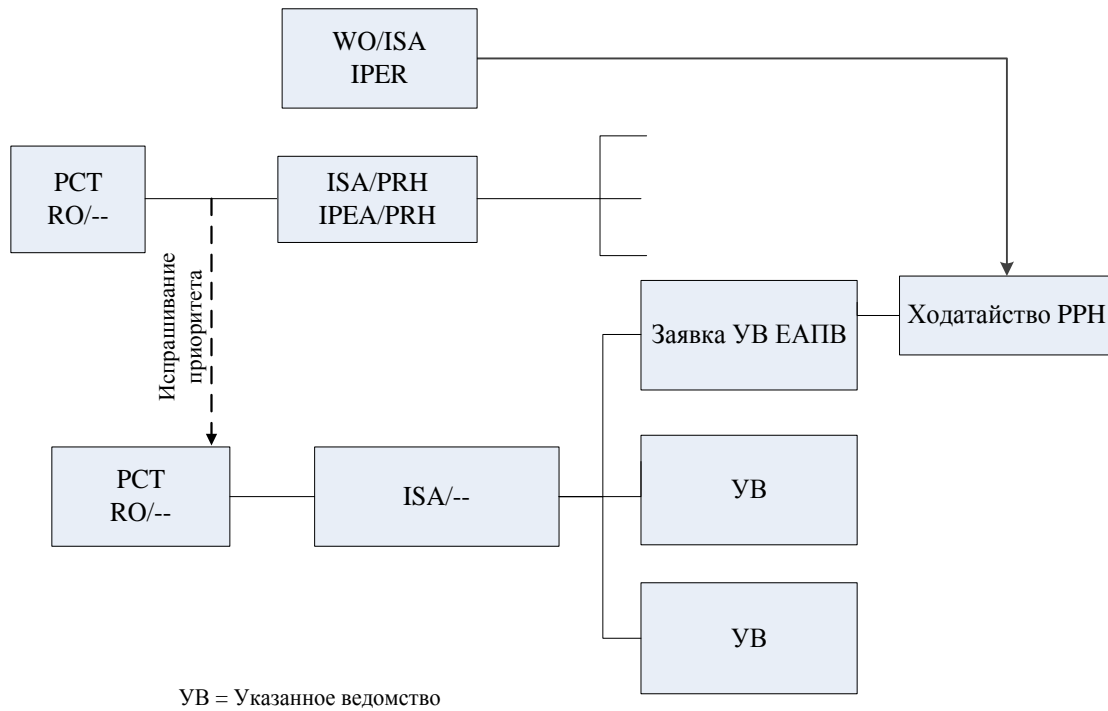 WO/ISA
IPER
PCT
RO/--
ISA/PRH
IPEA/PRH
Испрашивание
приоритета
Заявка УВ ЕАПВ
Ходатайство PPH
PCT
RO/--
ISA/--
УВ
УВ
УВ = Указанное ведомство